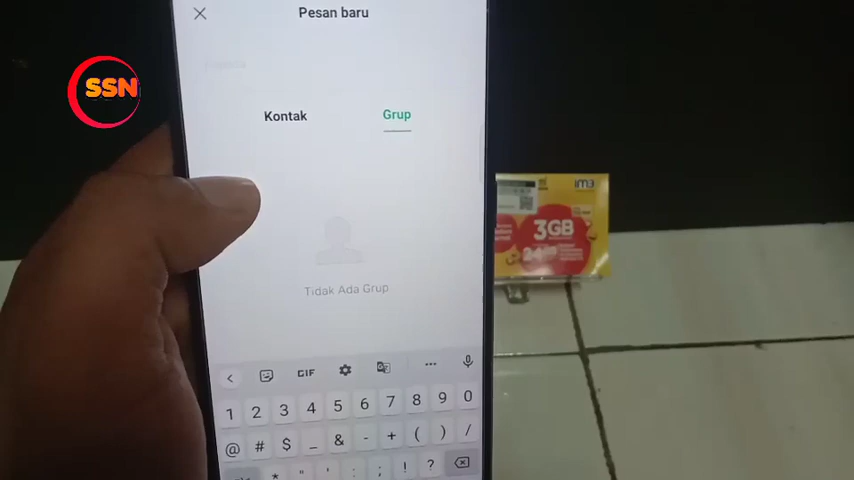 Pesan baru
SSN
Kontak
Grup
Tidak Ada Grup
im3
3GB
GIF
1 2 3 4 5 6 7 8 9 0
@ # $ _ & - + ( ) /
* " ' : ; ! ?